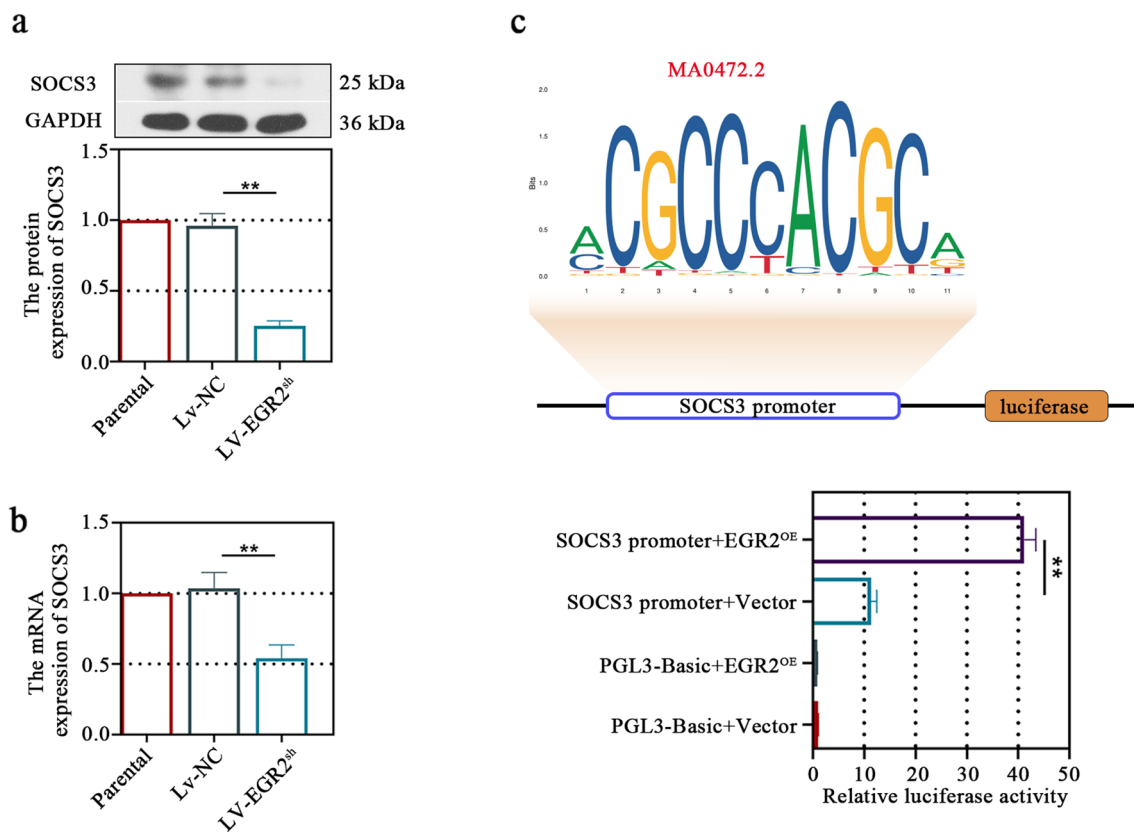 a
SOCS3
25 kDa
GAPDH
36 kDa
The protein
expression of SOCS3
1.5
1.0
0.5
0.0
**
Parental
Lv-NC
LV-EGR2sh
b
The mRNA
expression of SOCS3
1.5
1.0
0.5
0.0
**
Parental
Lv-NC
LV-EGR2sh
c
MA0472.2
Bits
2.0
1.5
1.0
0.5
0.0
ACGCCCACGCA
1 2 3 4 5 6 7 8 9 10 11
SOCS3 promoter
luciferase
SOCS3 promoter+EGR2OE
SOCS3 promoter+Vector
PGL3-Basic+EGR2OE
PGL3-Basic+Vector
**
0 10 20 30 40 50
Relative luciferase activity